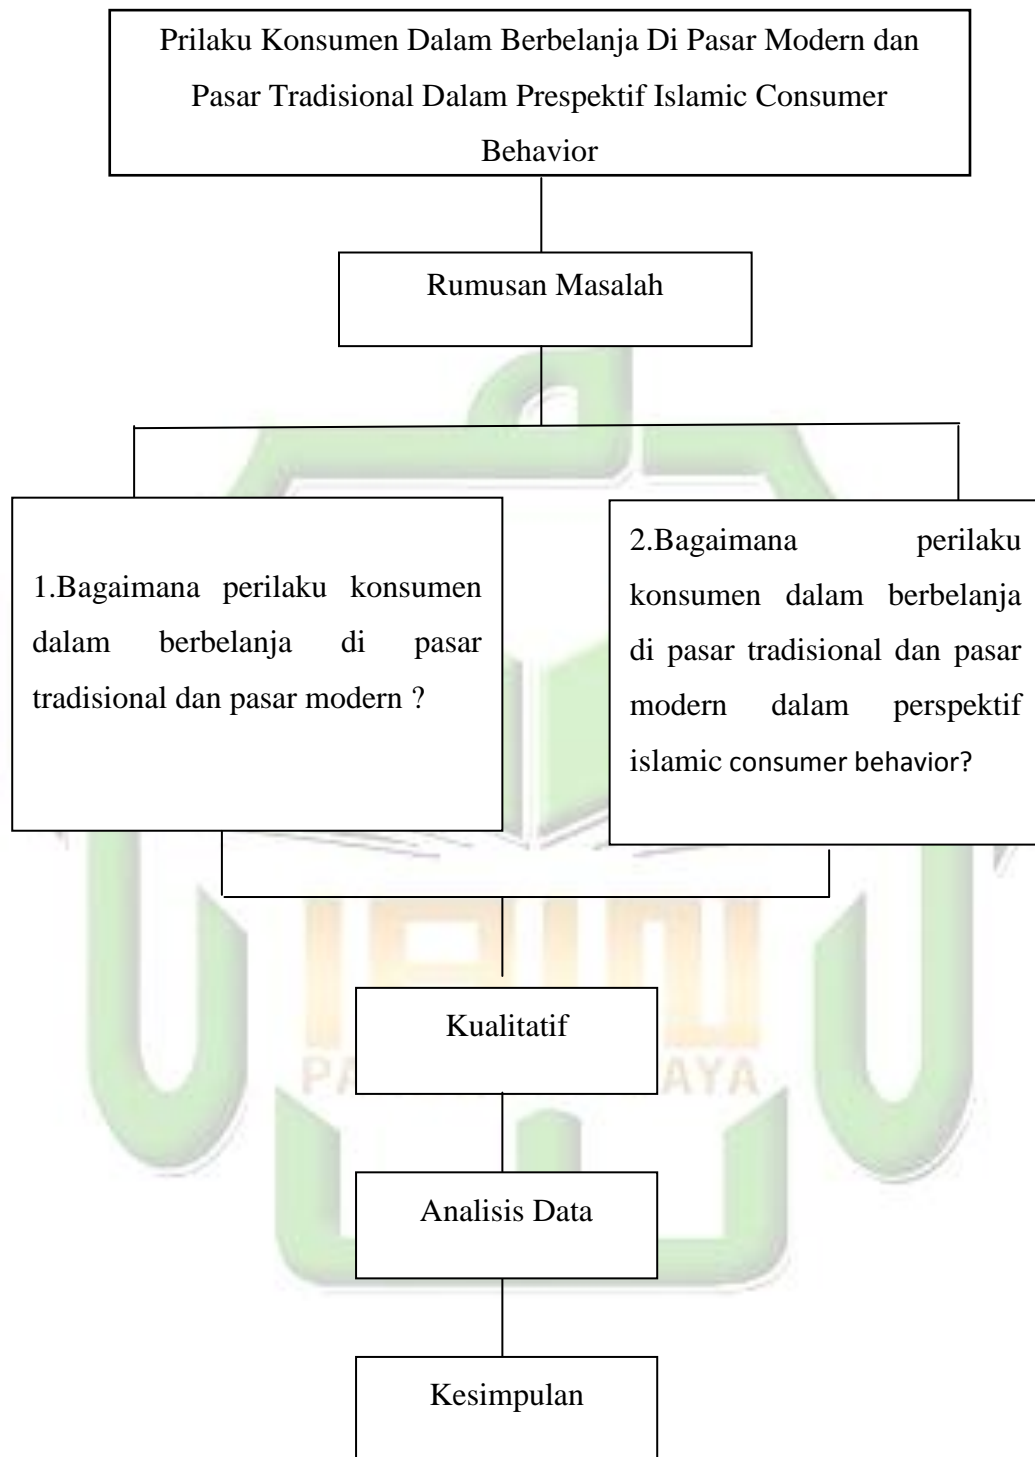 Prilaku Konsumen Dalam Berbelanja Di Pasar Modern dan
Pasar Tradisional Dalam Prespektif Islamic Consumer
Behavior
Rumusan Masalah
1.Bagaimana perilaku konsumen
dalam berbelanja di pasar
tradisional dan pasar modern ?
2.Bagaimana perilaku
konsumen dalam berbelanja
di pasar tradisional dan pasar
modern dalam perspektif
islamic consumer behavior?
Kualitatif
Analisis Data
Kesimpulan